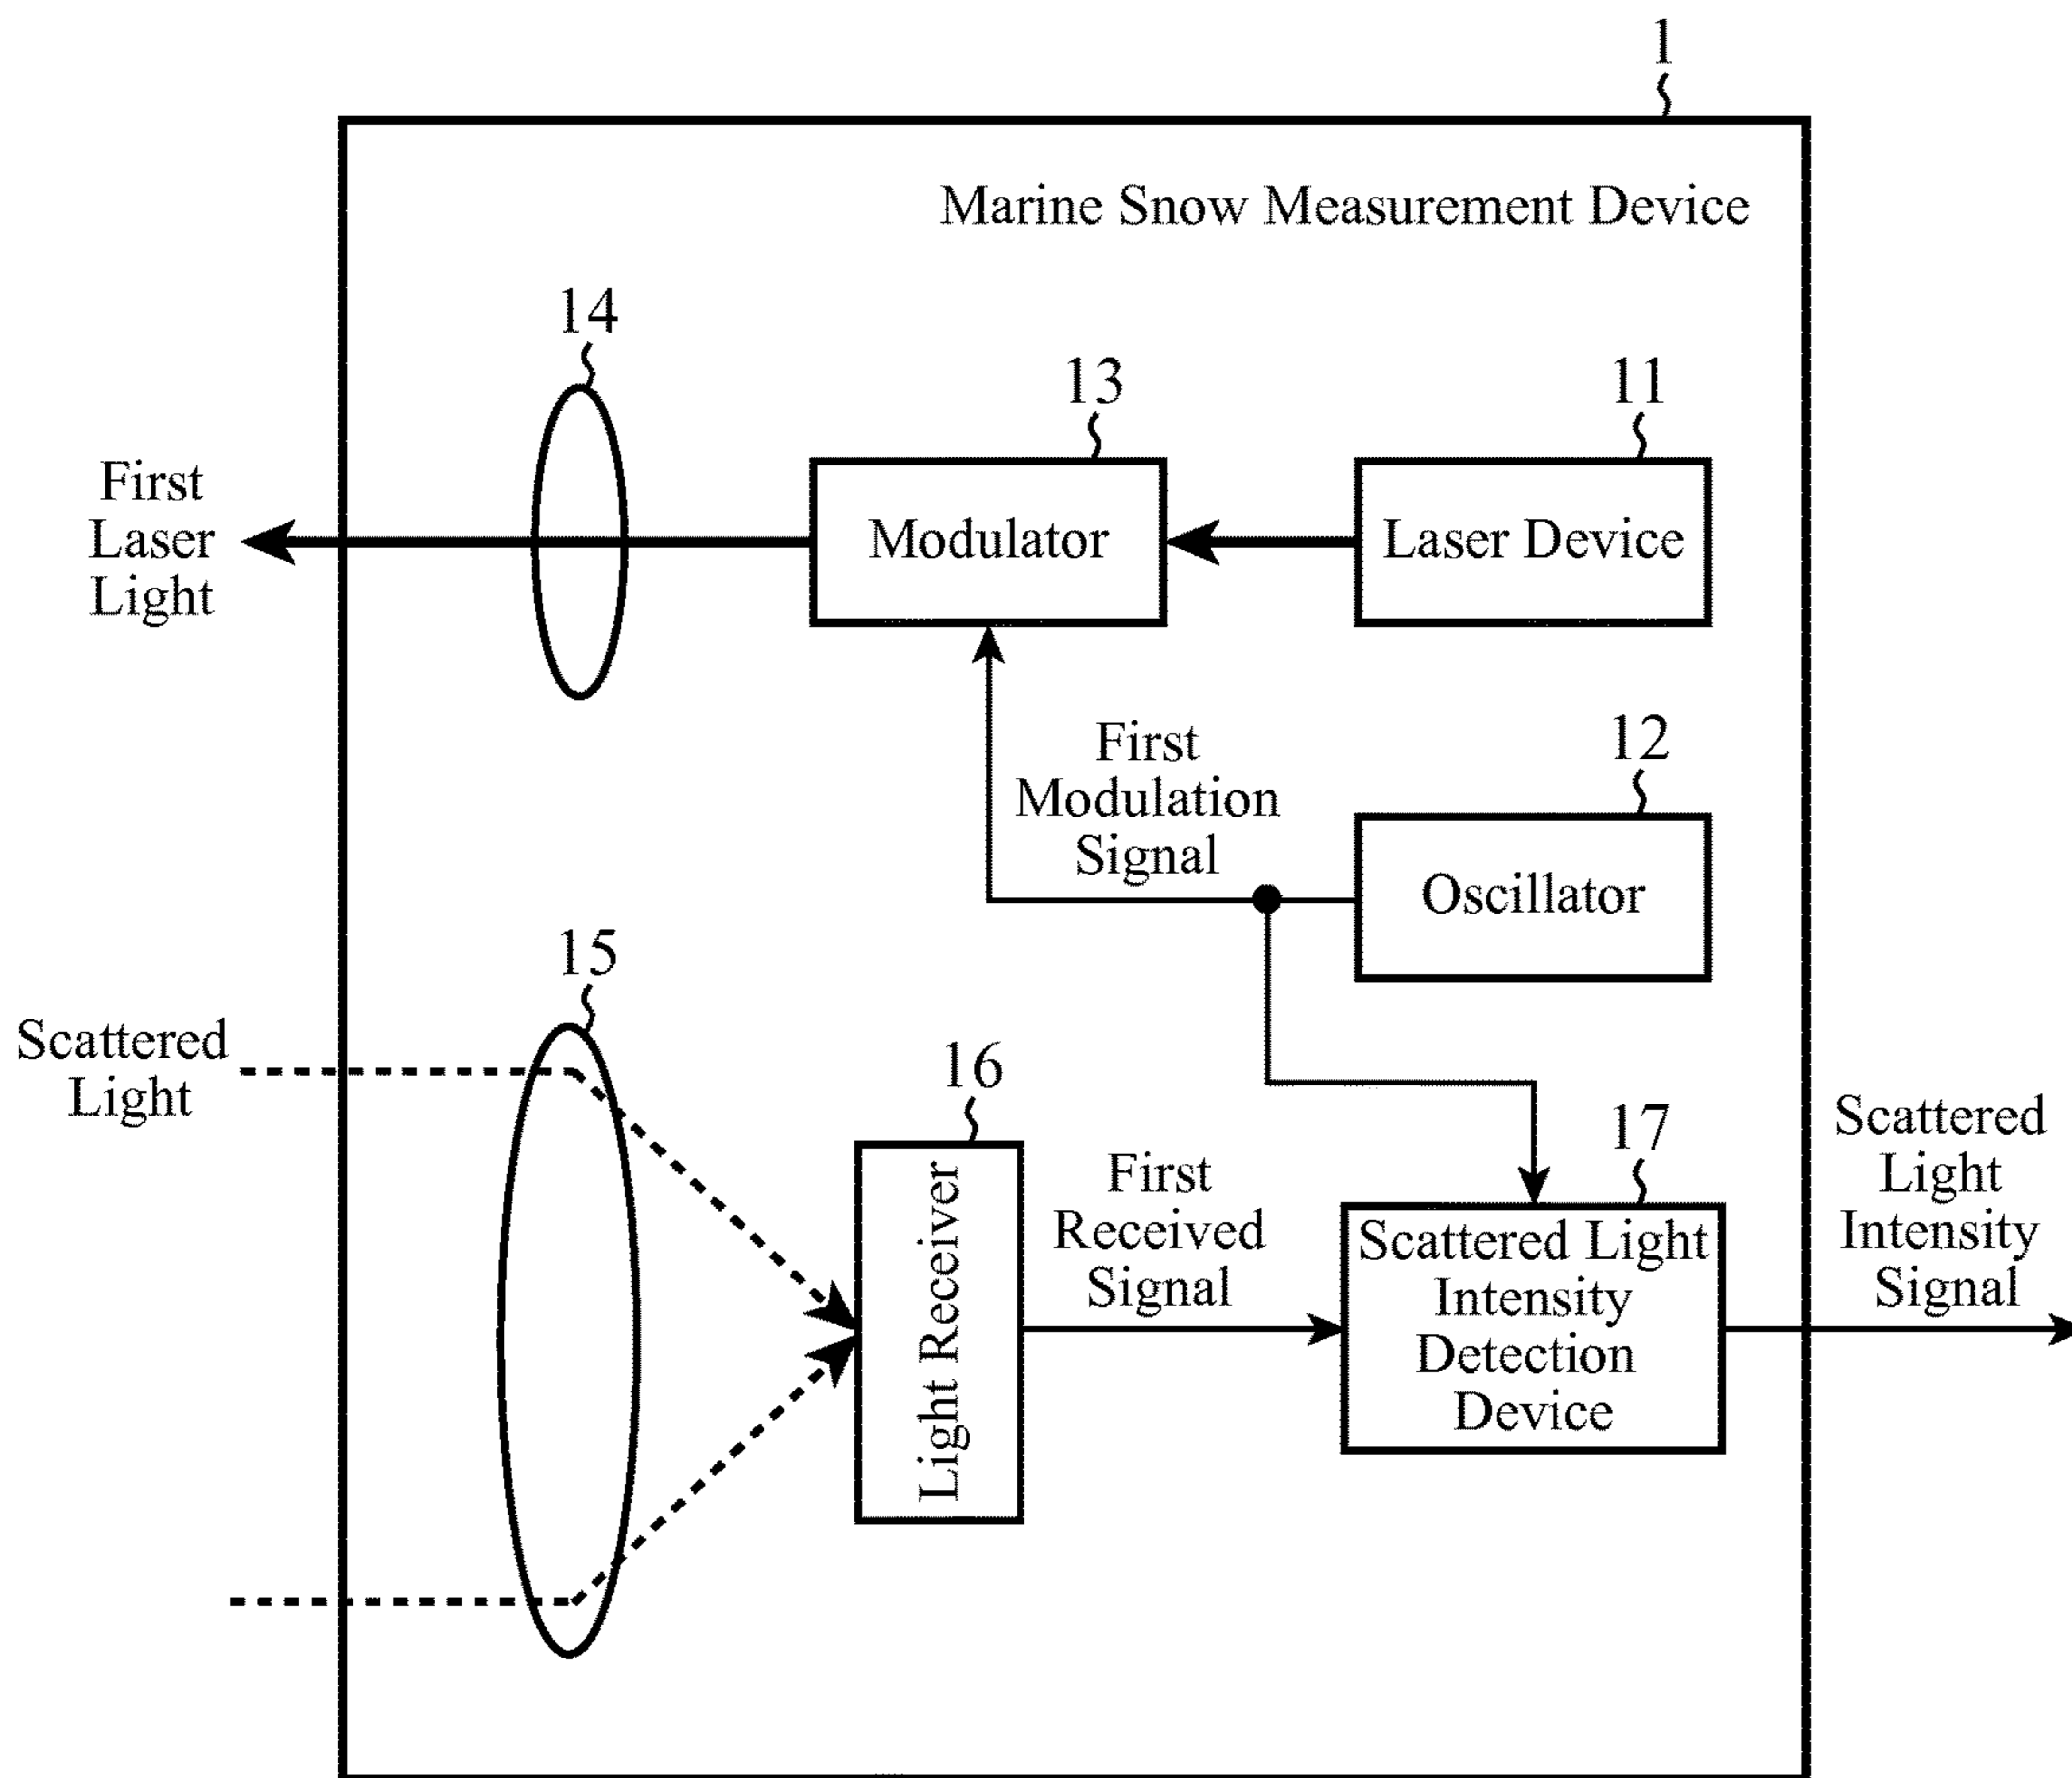 1
Marine Snow Measurement Device
14
13
11
First
Laser
Light
Modulator
Laser Device
First
Modulation
Signal
12
Oscillator
15
Scattered
Light
16
Light Receiver
First
Received
Signal
17
Scattered Light
Intensity
Detection
Device
Scattered
Light
Intensity
Signal